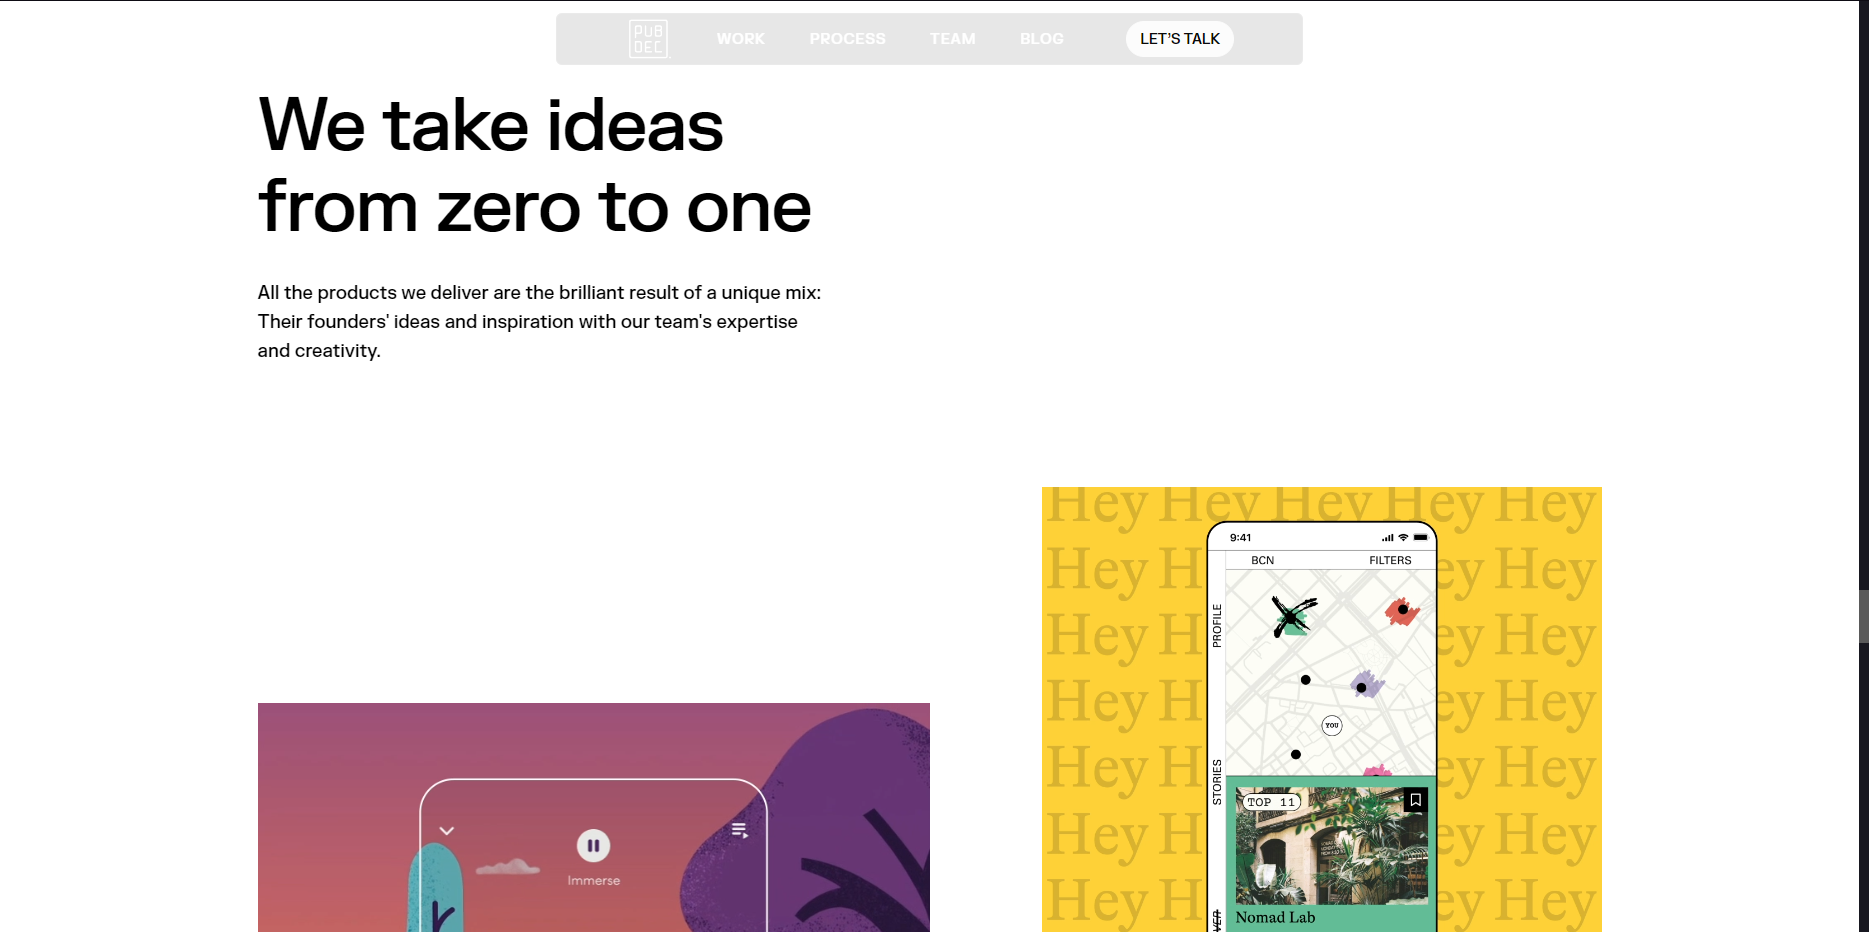 PUB
DEC
WORK
PROCESS
TEAM
BLOG
LET'S TALK
We take ideas
from zero to one
All the products we deliver are the brilliant result of a unique mix:
Their founders' ideas and inspiration with our team's expertise
and creativity.
Hey Hey Hey Hey Hey
9:41
BCN
FILTERS
Hey H ey Hey
PROFILE
Hey H ey Hey
Hey H ey Hey
YOU
STORIES
Hey H ey Hey
TOP 11
Hey H ey Hey
Immerse
Hey H ey Hey
Nomad Lab